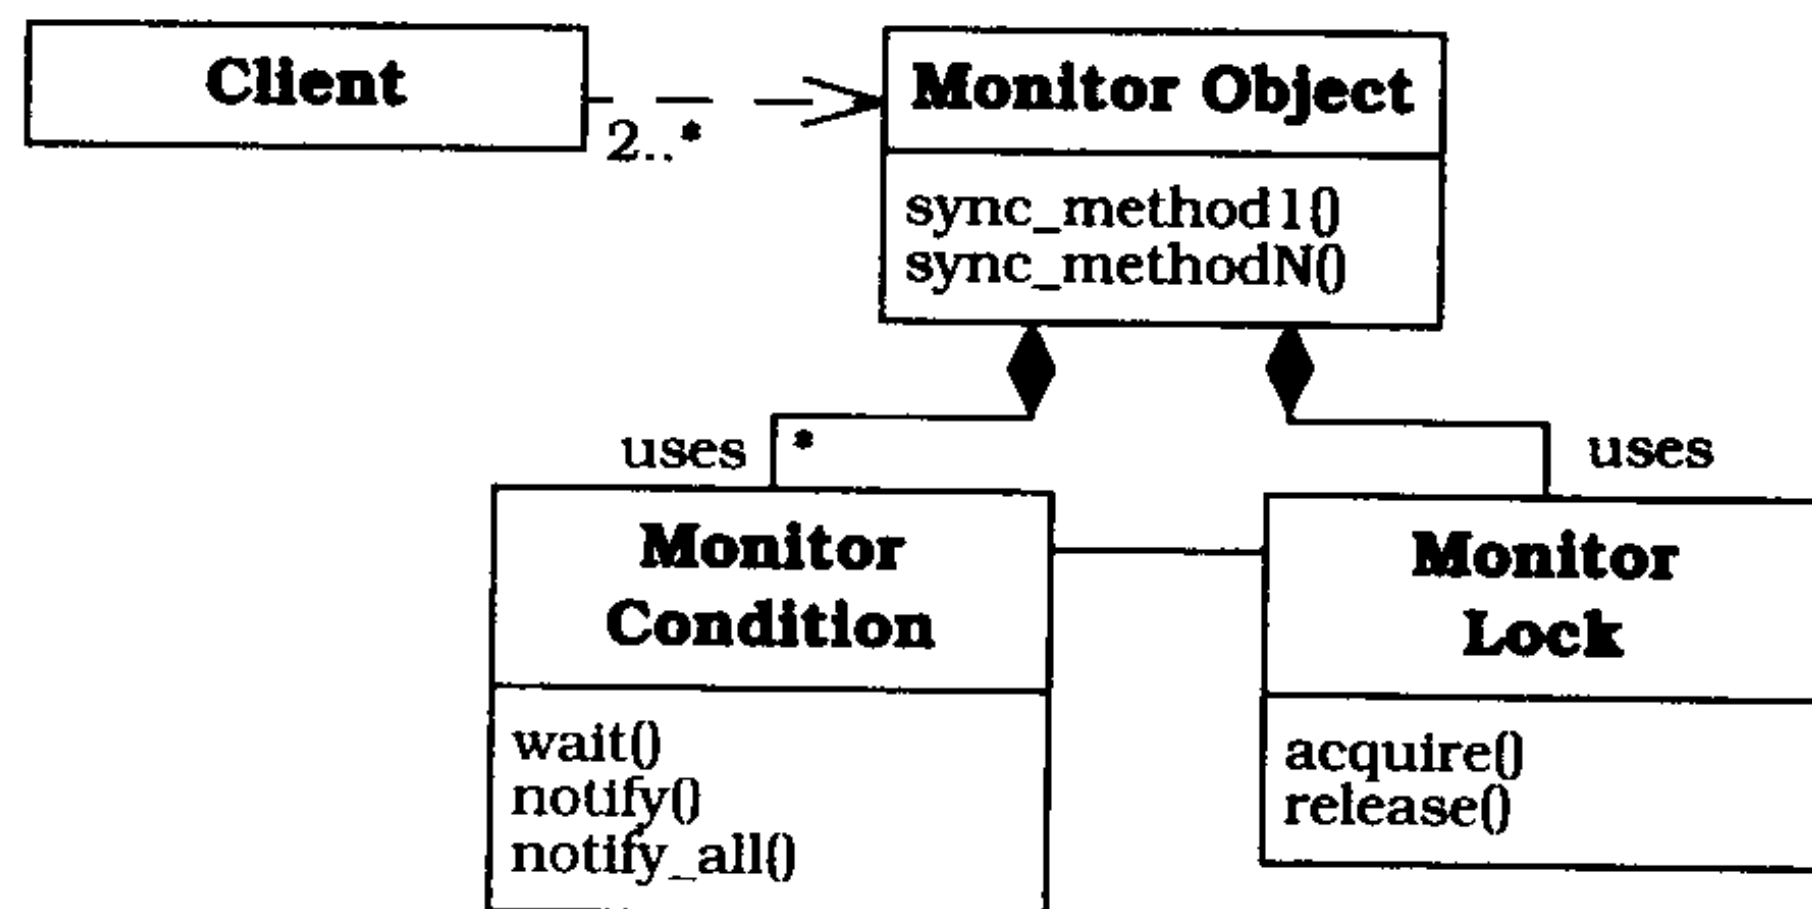 Client
Monitor Object
2..*
sync_method1()
sync_methodN()
uses
*
uses
Monitor
Condition
Monitor
Lock
wait()
notify()
notify_all()
acquire()
release()